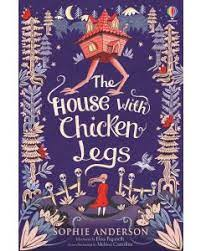 The
HOUSE WITH
CHICKEN
LEGS
SOPHIE ANDERSON